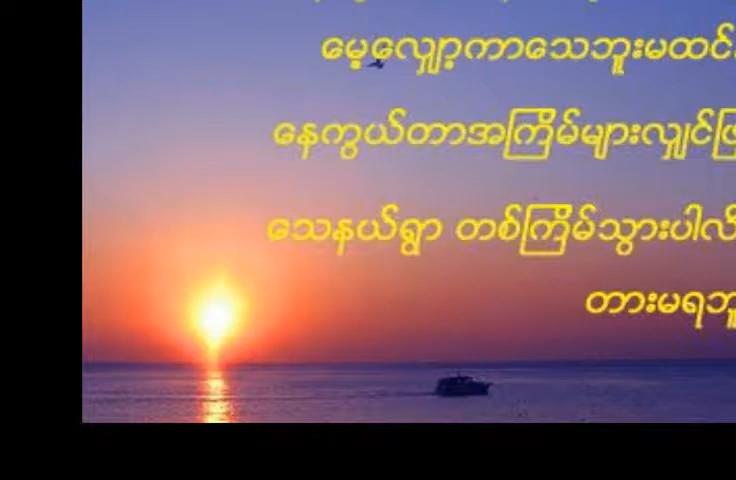 မေ့လျှော့ကာသေဘူးမထင်
နေကွယ်တာအကြိမ်များလျှင်
သေနယ်ရွာ တစ်ကြိမ်သွားပါ
တားမရ